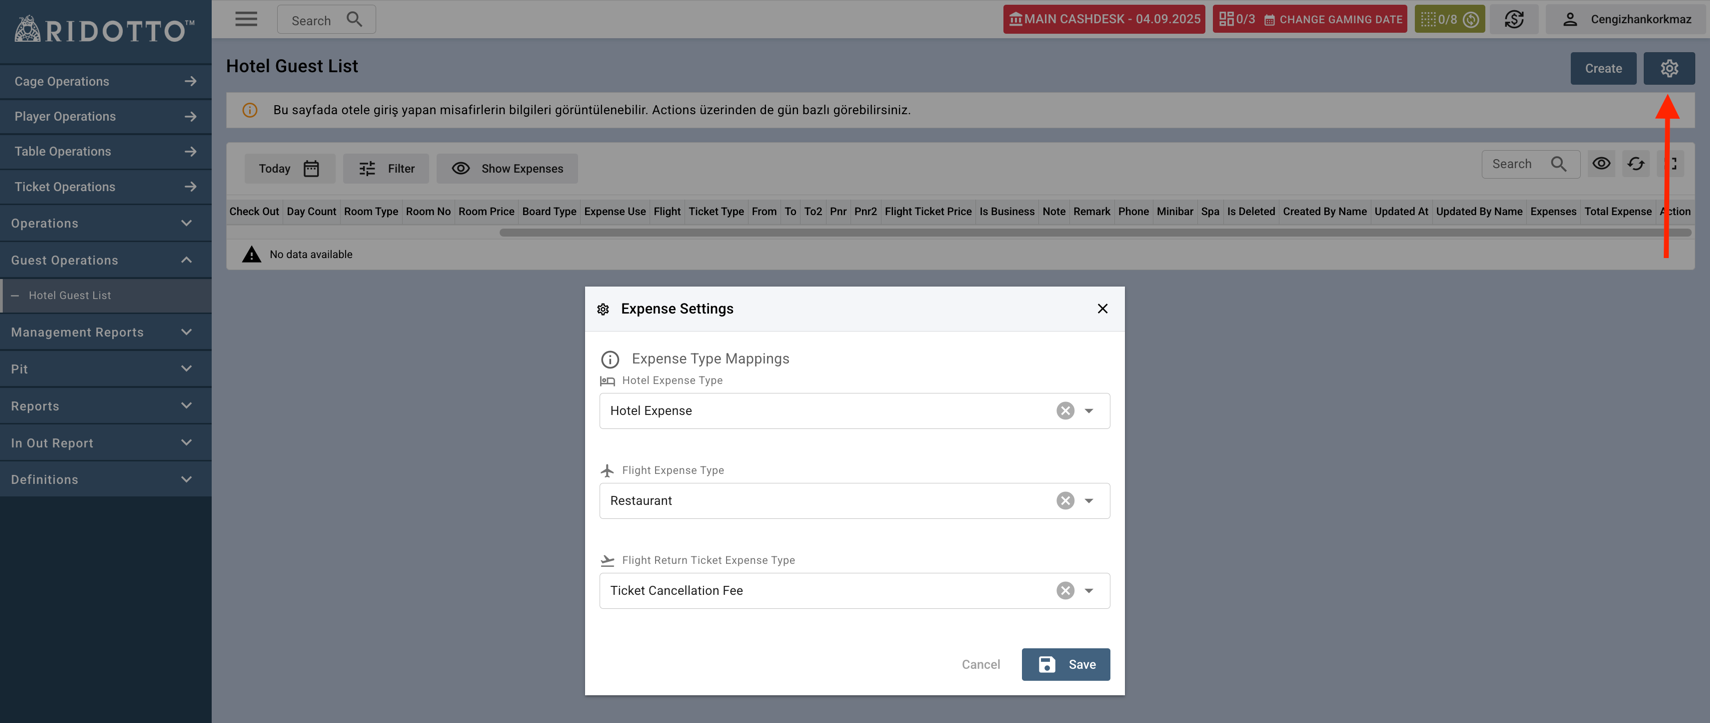 RIDOTTO™
Search
MAIN CASHDESK - 04.09.2025
0/3
CHANGE GAMING DATE
0/8
Cengizhankorkmaz
Cage Operations
Player Operations
Table Operations
Ticket Operations
Operations
Guest Operations
Hotel Guest List
Management Reports
Pit
Reports
In Out Report
Definitions
Hotel Guest List
Create
Bu sayfada otele giriş yapan misafirlerin bilgileri görüntülenebilir. Actions üzerinden de gün bazlı görebilirsiniz.
Today
Filter
Show Expenses
Search
Check Out Day Count Room Type Room No Room Price Board Type Expense Use Flight Ticket Type From To To2 Pnr Pnr2 Flight Ticket Price Is Business Note Remark Phone Minibar Spa Is Deleted Created By Name Updated At Updated By Name Expenses Total Expense Action
No data available
Expense Settings
Expense Type Mappings
Hotel Expense Type
Hotel Expense
Flight Expense Type
Restaurant
Flight Return Ticket Expense Type
Ticket Cancellation Fee
Cancel
Save